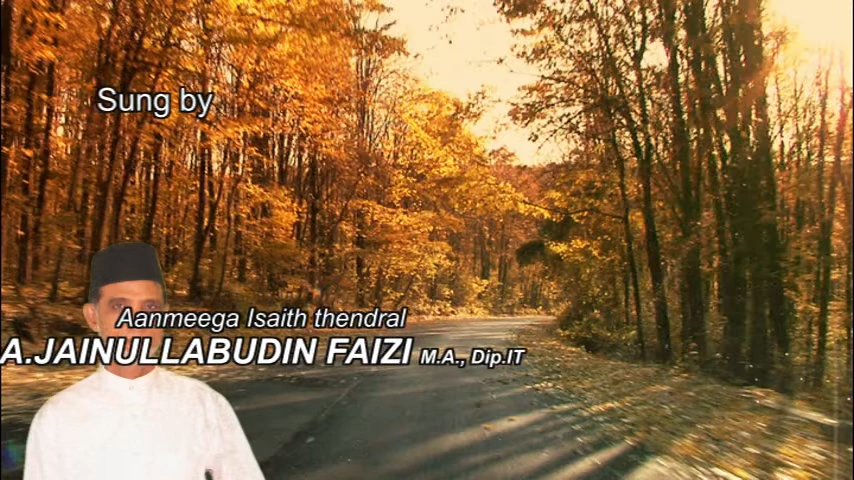 Sung by
Aanmeega Isaith thendral
A.JAINULLABUDIN FAIZI M.A., Dip.IT